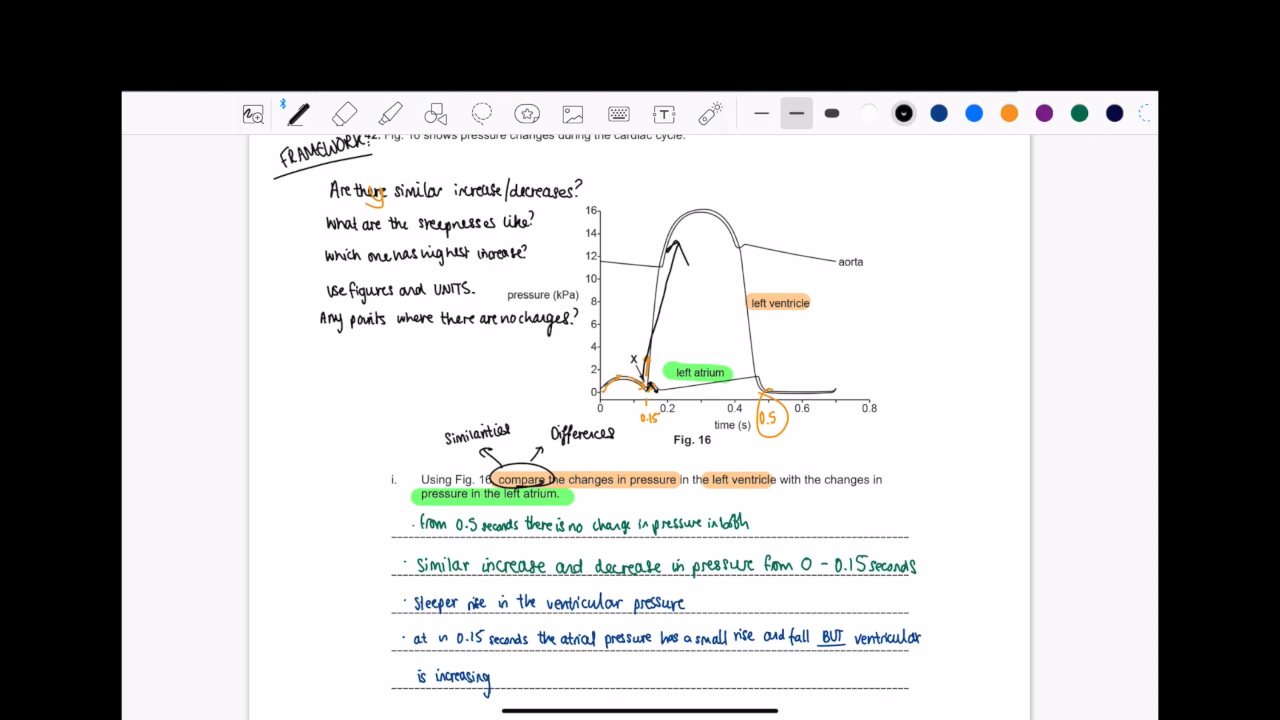 42. Fig. 16 shows pressure changes during the cardiac cycle.
FRAMEWORK:
Are they similar increase/decreases?
What are the steepnesses like?
Which one has highest increase?
Use figures and UNITS.
Any points where there are no changes?
pressure (kPa)
16
14
12
10
8
6
4
2
0
aorta
left ventricle
X
left atrium
0
0.2
0.4
0.6
0.8
0.15
0.5
time (s)
Fig. 16
Similarities
Differences
i. Using Fig. 16, compare the changes in pressure in the left ventricle with the changes in
pressure in the left atrium.
· from 0.5 seconds there is no change in pressure in both
· Similar increase and decrease in pressure from 0 - 0.15 seconds
· Steeper rise in the ventricular pressure
· at ~ 0.15 seconds the atrial pressure has a small rise and fall BUT ventricular
is increasing
T